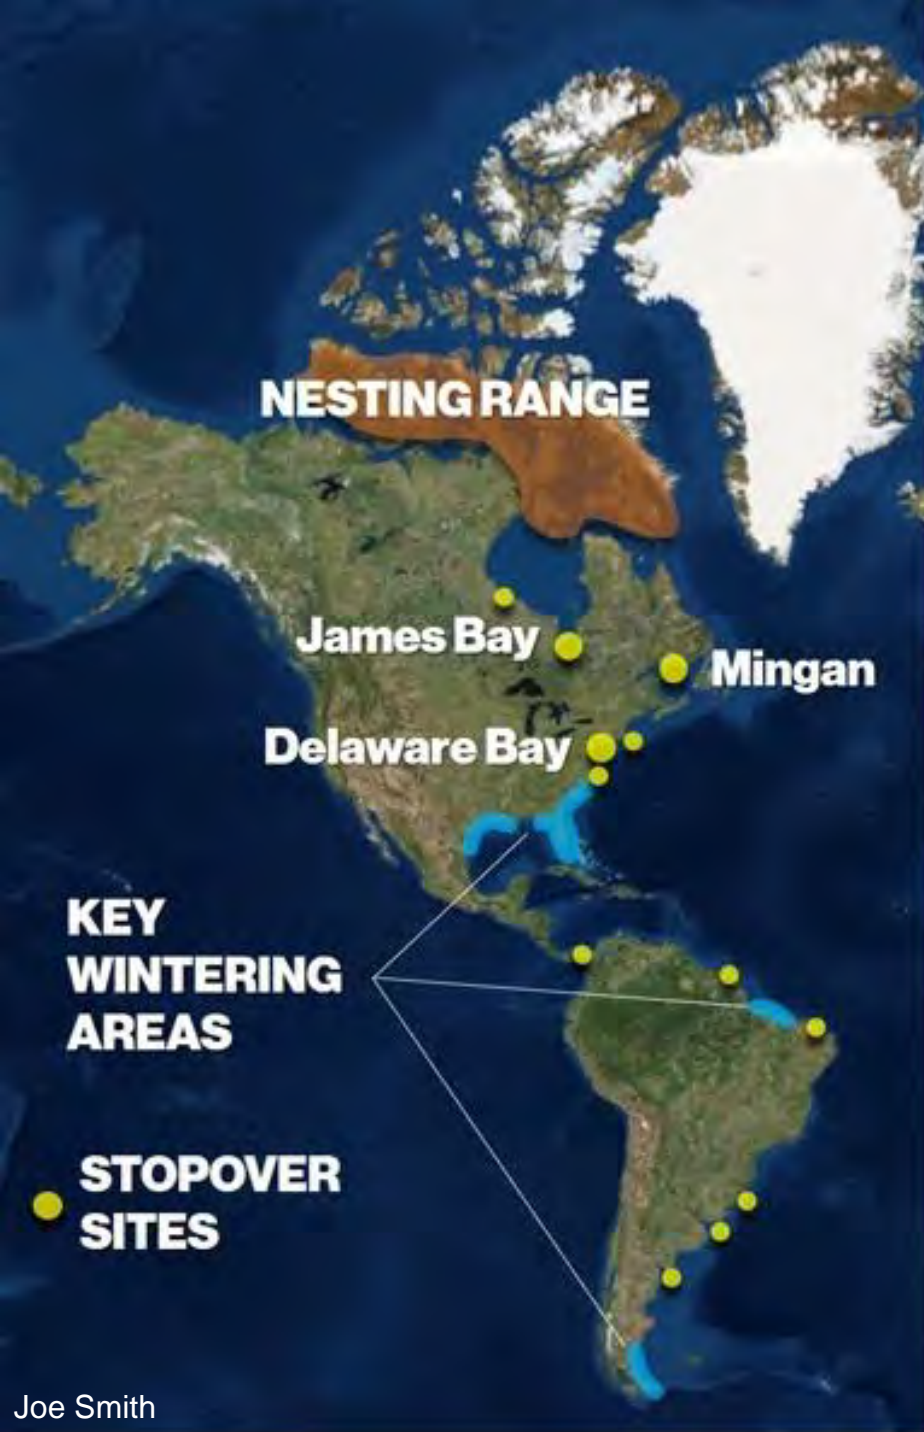 NESTING RANGE
James Bay
Mingan
Delaware Bay
KEY
WINTERING
AREAS
STOPOVER
SITES
Joe Smith